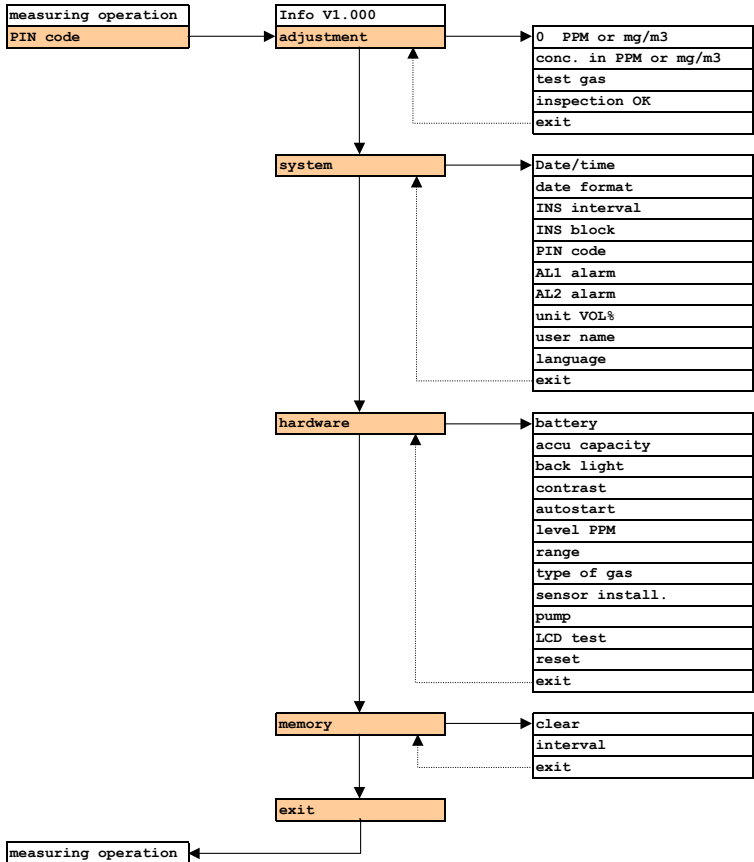 measuring operation
PIN code
Info V1.000
adjustment
0 PPM or mg/m3
conc. in PPM or mg/m3
test gas
inspection OK
exit
system
Date/time
date format
INS interval
INS block
PIN code
AL1 alarm
AL2 alarm
unit VOL%
user name
language
exit
hardware
battery
accu capacity
back light
contrast
autostart
level PPM
range
type of gas
sensor install.
pump
LCD test
reset
exit
memory
clear
interval
exit
exit
measuring operation